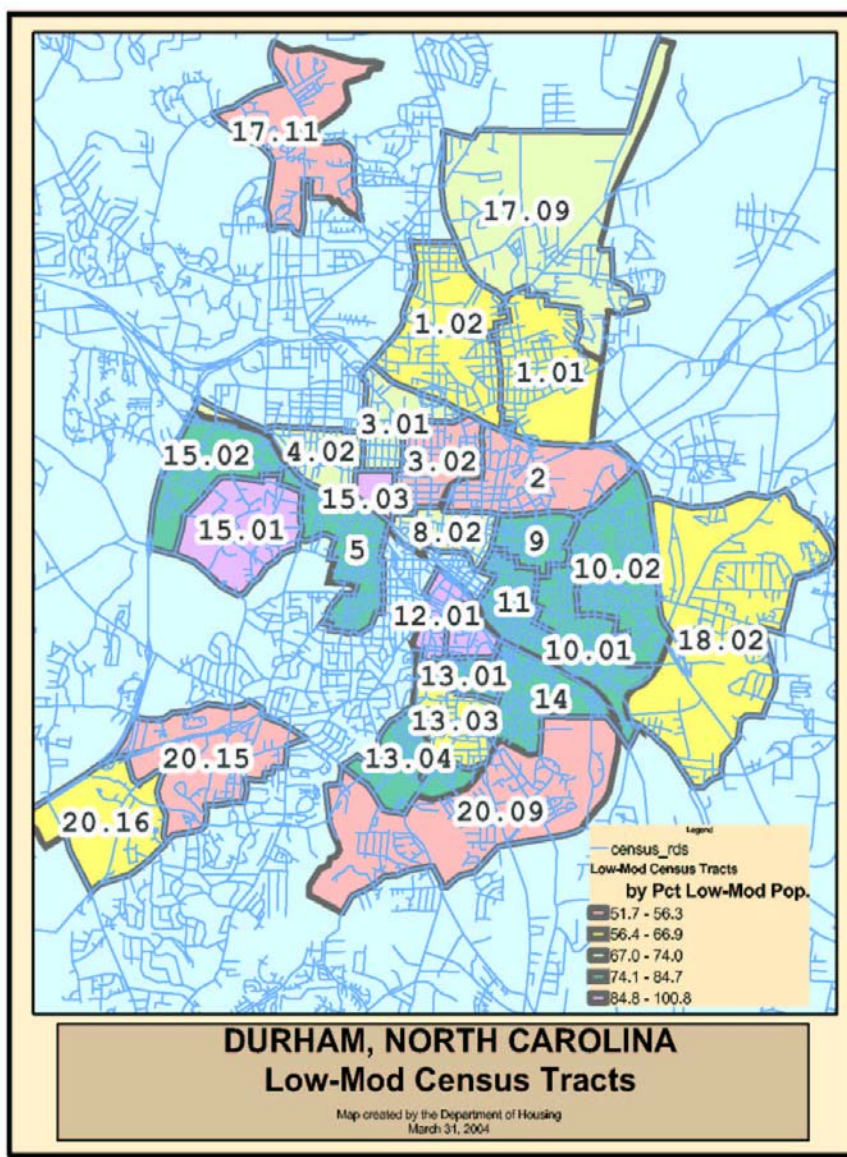 17.11
17.09
1.02
1.01
3.01
4.02
3.02
15.02
2
15.03
15.01
8.02
5
9
10.02
11
12.01
10.01
18.02
13.01
14
13.03
13.04
20.15
20.16
20.09
Legend
census_rds
Low-Mod Census Tracts
by Pct Low-Mod Pop.
51.7 - 56.3
56.4 - 66.9
67.0 - 74.0
74.1 - 84.7
84.8 - 100.8
DURHAM, NORTH CAROLINA
Low-Mod Census Tracts
Map created by the Department of Housing
March 31, 2004